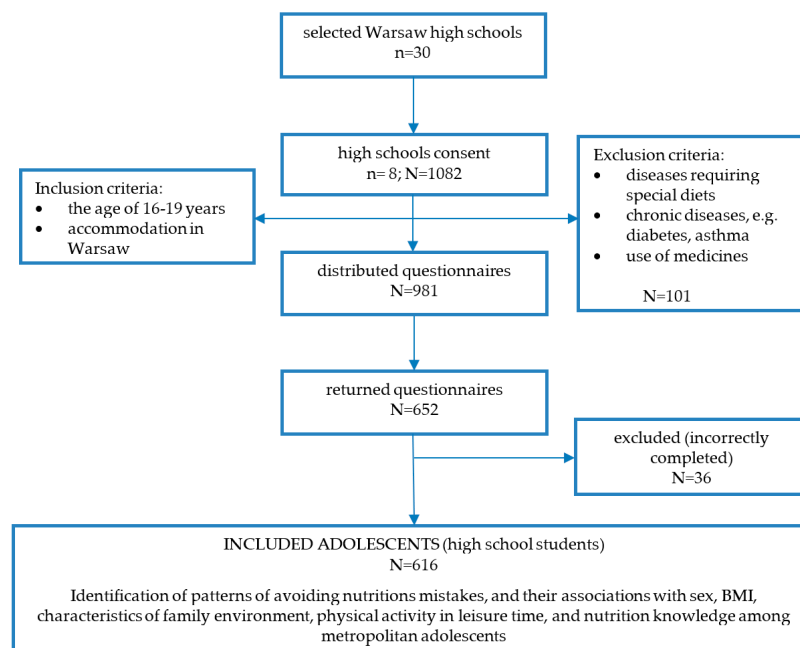 selected Warsaw high schools
n=30
high schools consent
n= 8; N=1082
Inclusion criteria:
• the age of 16-19 years
• accommodation in
Warsaw
Exclusion criteria:
• diseases requiring
special diets
• chronic diseases, e.g.
diabetes, asthma
• use of medicines
N=101
distributed questionnaires
N=981
returned questionnaires
N=652
excluded (incorrectly
completed)
N=36
INCLUDED ADOLESCENTS (high school students)
N=616
Identification of patterns of avoiding nutritions mistakes, and their associations with sex, BMI,
characteristics of family environment, physical activity in leisure time, and nutrition knowledge among
metropolitan adolescents